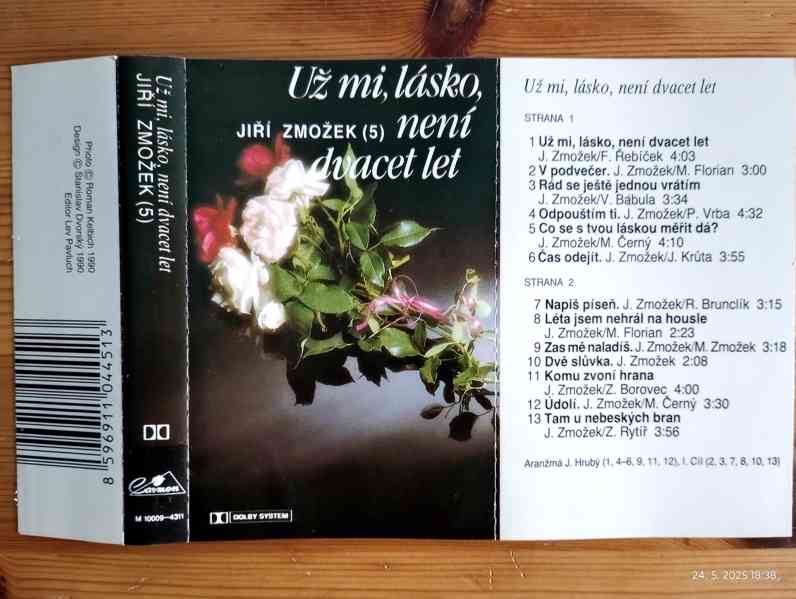 Photo © Roman Kelbich 1990
Design © Stanislav Dvorský 1990
Editor Lev Pavluch
8 596911 044513
Už mi, lásko, není dvacet let
JIŘÍ ZMOŽEK (5)
Carmen
M 10009-4311
Už mi, lásko,
JIŘÍ ZMOŽEK (5) není
dvacet let
DOLBY SYSTEM
Už mi, lásko, není dvacet let
STRANA 1
1 Už mi, lásko, není dvacet let
J. Zmožek/F. Řebíček 4:03
2 V podvečer. J. Zmožek/M. Florian 3:00
3 Rád se ještě jednou vrátím
J. Zmožek/V. Babula 3:34
4 Odpouštím ti. J. Zmožek/P. Vrba 4:32
5 Co se s tvou láskou měřit dá?
J. Zmožek/M. Černý 4:10
6 Čas odejít. J. Zmožek/J. Krůta 3:55
STRANA 2
7 Napiš píseň. J. Zmožek/R. Brunclík 3:15
8 Léta jsem nehrál na housle
J. Zmožek/M. Florian 2:23
9 Zas mé naladíš. J. Zmožek/M. Zmožek 3:18
10 Dvě slůvka. J. Zmožek 2:08
11 Komu zvoní hrana
J. Zmožek/Z. Borovec 4:00
12 Údolí. J. Zmožek/M. Černý 3:30
13 Tam u nebeských bran
J. Zmožek/Z. Rytíř 3:56
Aranžmá J. Hrubý (1, 4–6, 9, 11, 12), I. Cíl (2, 3, 7, 8, 10, 13)
24. 5. 2025 18:38